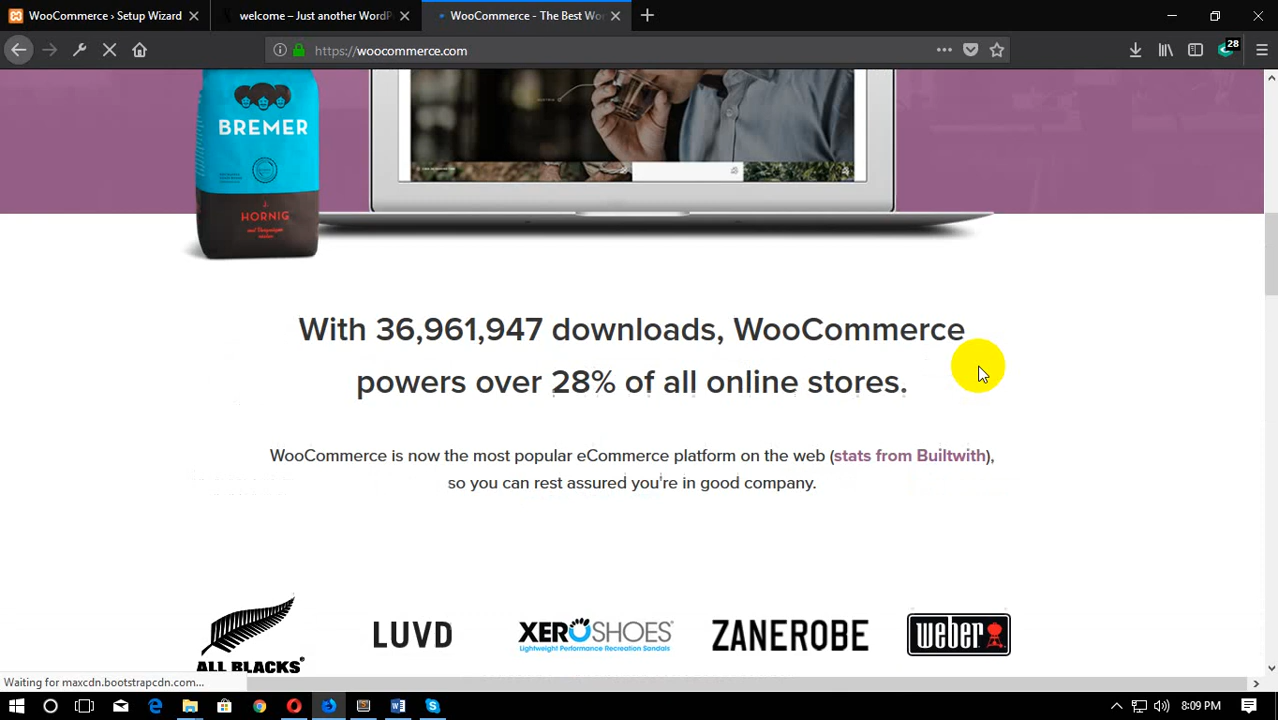 WooCommerce › Setup Wizard
welcome – Just another WordP
WooCommerce - The Best Wo
https://woocommerce.com
28
BREMER
J.
HORNIG
With 36,961,947 downloads, WooCommerce
powers over 28% of all online stores.
WooCommerce is now the most popular eCommerce platform on the web (stats from Builtwith),
so you can rest assured you're in good company.
ALL BLACKS
LUVD
XEROSHOES
Lightweight Performance Recreation Sandals
ZANEROBE
weber
Waiting for maxcdn.bootstrapcdn.com...
8:09 PM